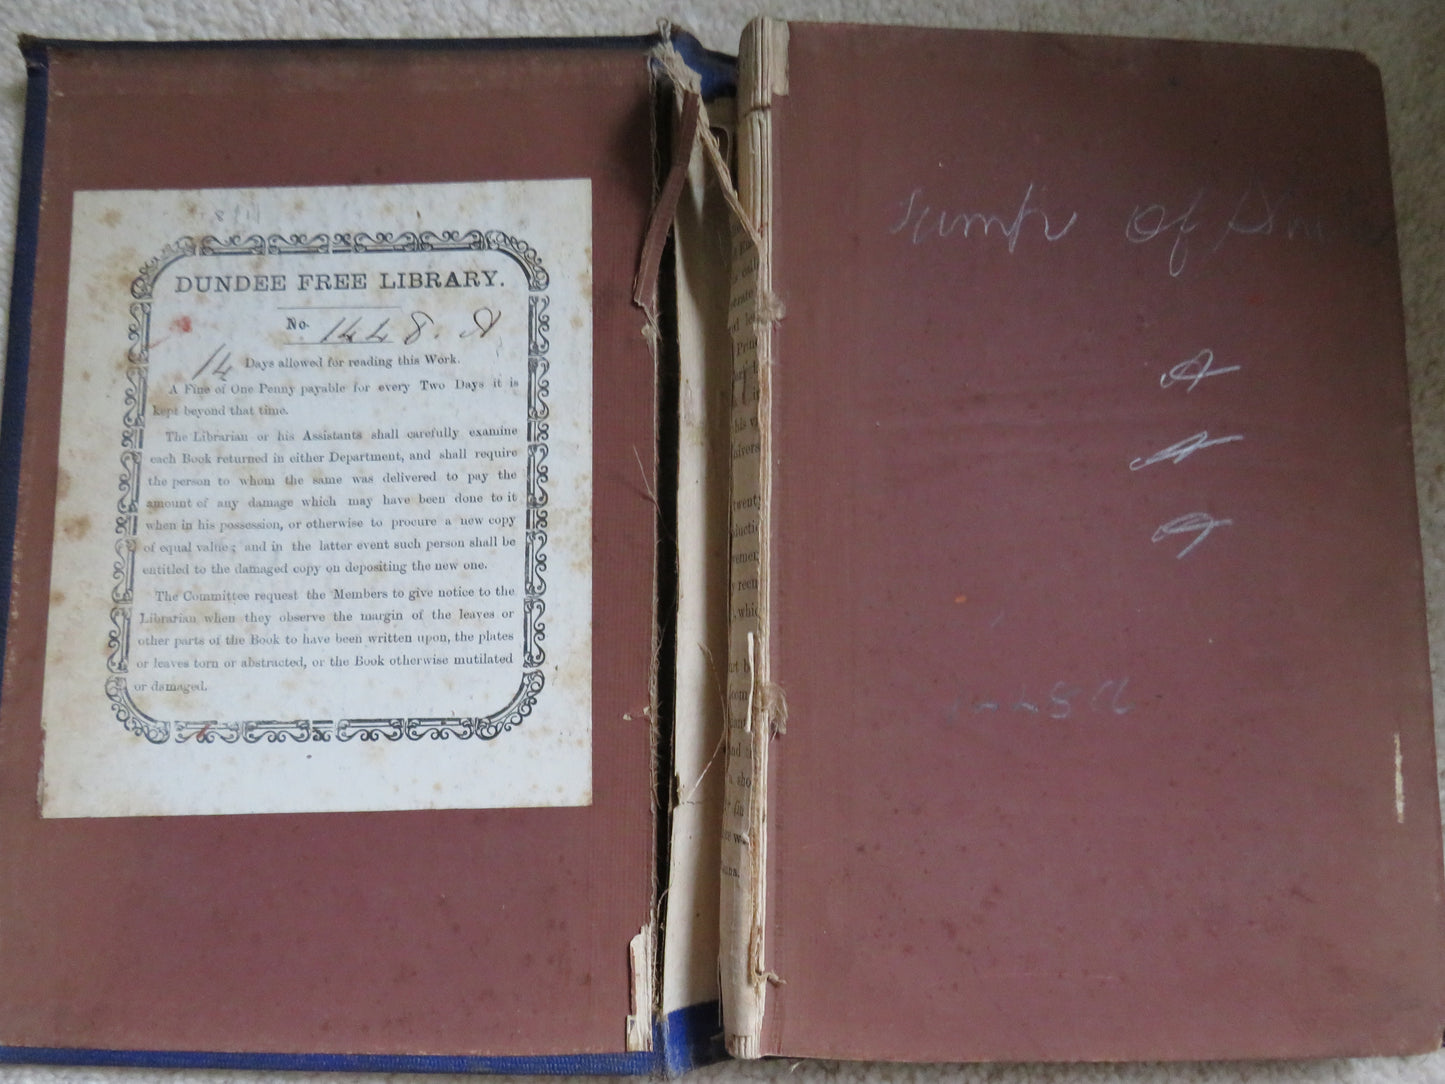 DUNDEE FREE LIBRARY.
No. 1448. A
14 Days allowed for reading this Work.
A Fine of One Penny payable for every Two Days it is
kept beyond that time.
The Librarian or his Assistants shall carefully examine
each Book returned in either Department, and shall require
the person to whom the same was delivered to pay the
amount of any damage which may have been done to it
when in his possession, or otherwise to procure a new copy
of equal value; and in the latter event such person shall be
entitled to the damaged copy on depositing the new one.
The Committee request the Members to give notice to the
Librarian when they observe the margin of the leaves or
other parts of the Book to have been written upon, the plates
or leaves torn or abstracted, or the Book otherwise mutilated
or damaged.
of
twenty